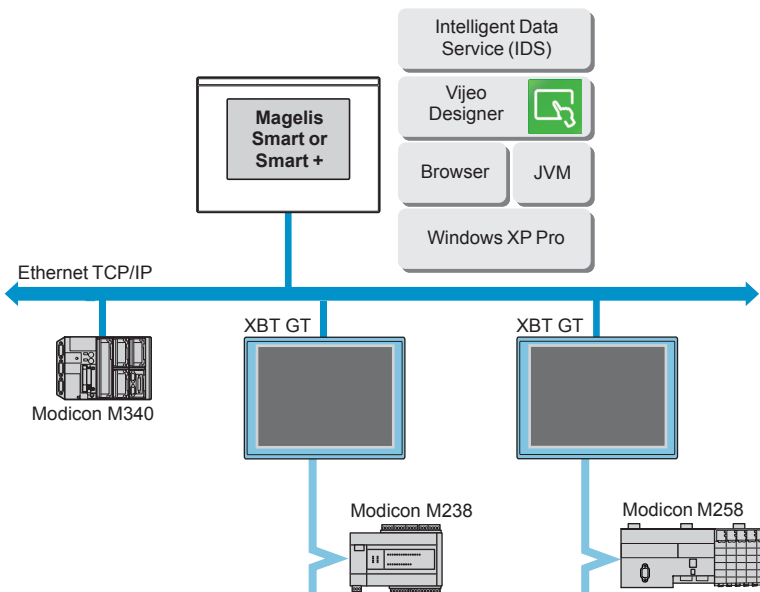 Intelligent Data
Service (IDS)
Vijeo
Designer
Magelis
Smart or
Smart +
Browser
JVM
Windows XP Pro
Ethernet TCP/IP
XBT GT
XBT GT
Modicon M340
Modicon M238
Modicon M258